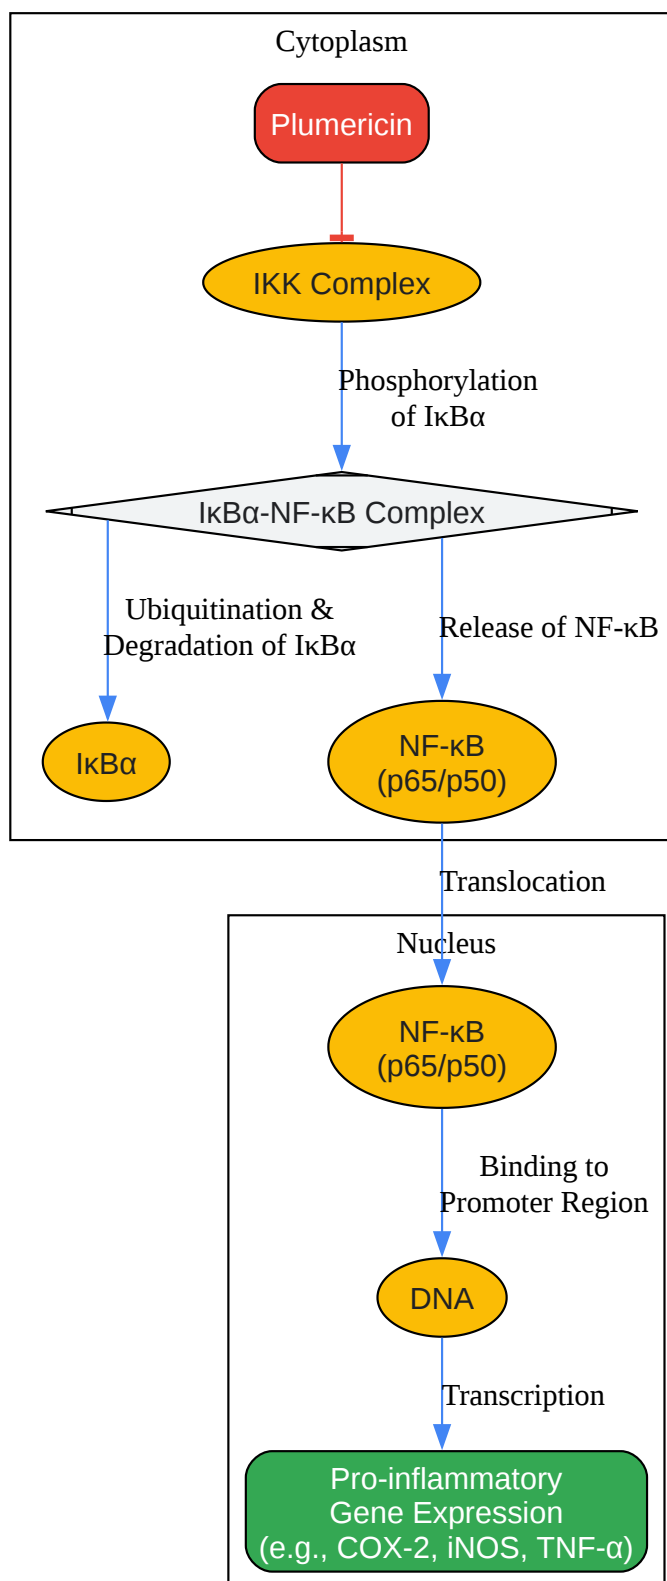 Cytoplasm
Plumericin
IKK Complex
Phosphorylation
of IκBα
IκBα-NF-κB Complex
Ubiquitination &
Degradation of IκBα
Release of NF-κB
IκBα
NF-κB
(p65/p50)
Translocation
Nucleus
NF-κB
(p65/p50)
Binding to
Promoter Region
DNA
Transcription
Pro-inflammatory
Gene Expression
(e.g., COX-2, iNOS, TNF-α)